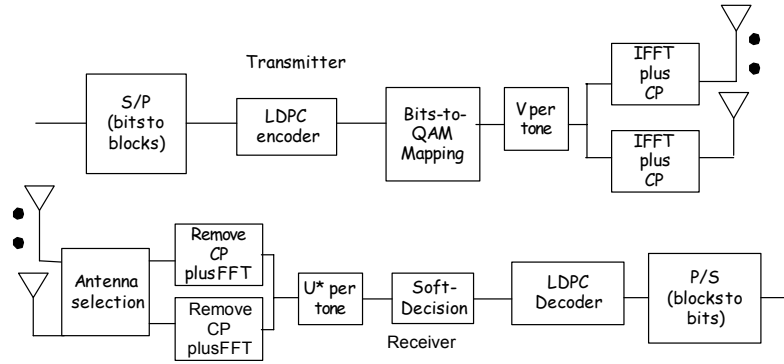 Transmitter
S/P
(bitsto
blocks)
LDPC
encoder
Bits-to-
QAM
Mapping
V per
tone
IFFT
plus
CP
IFFT
plus
CP
Antenna
selection
Remove
CP
plusFFT
Remove
CP
plusFFT
U* per
tone
Soft-
Decision
LDPC
Decoder
P/S
(blocksto
bits)
Receiver